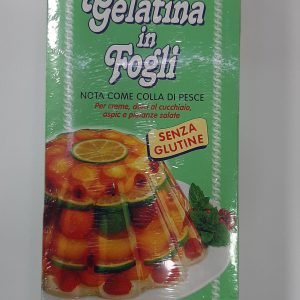 Gelatina
in
Fogli
NOTA COME COLLA DI PESCE
Per creme, dolci al cucchiaio,
aspic e pietanze salate
SENZA
GLUTINE